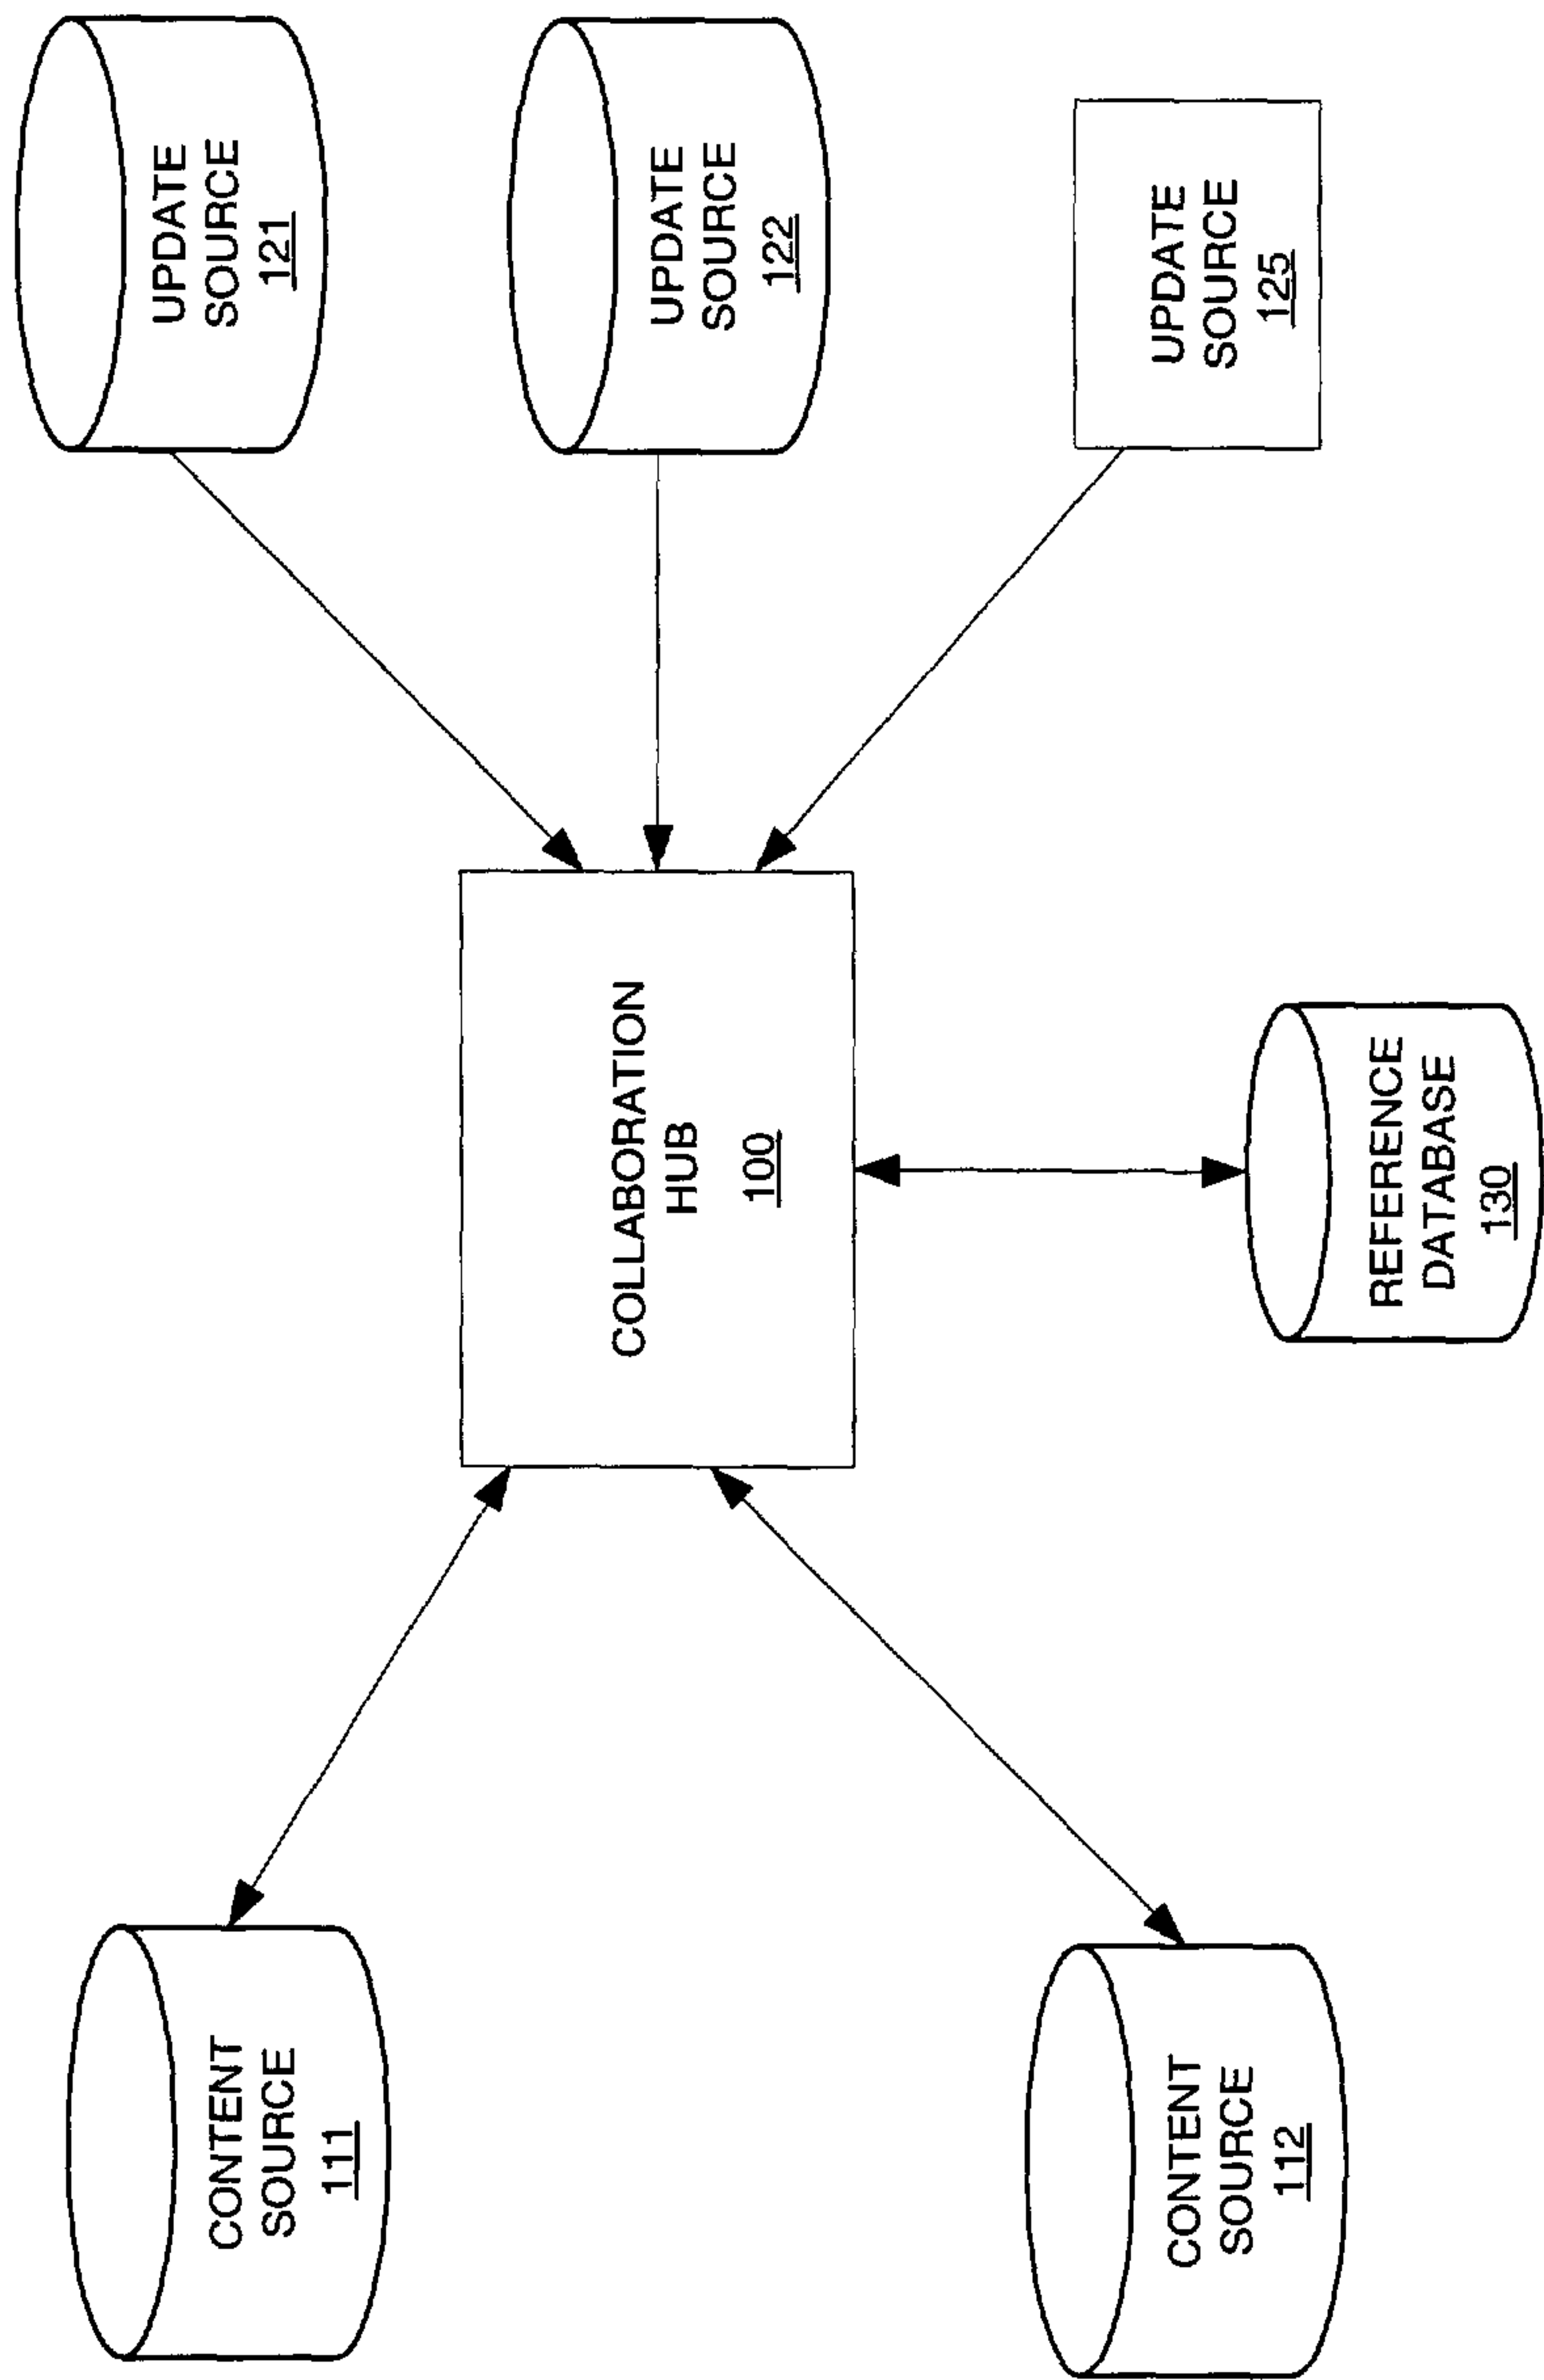 CONTENT
SOURCE
111
CONTENT
SOURCE
112
COLLABORATION
HUB
100
REFERENCE
DATABASE
130
UPDATE
SOURCE
121
UPDATE
SOURCE
122
UPDATE
SOURCE
125